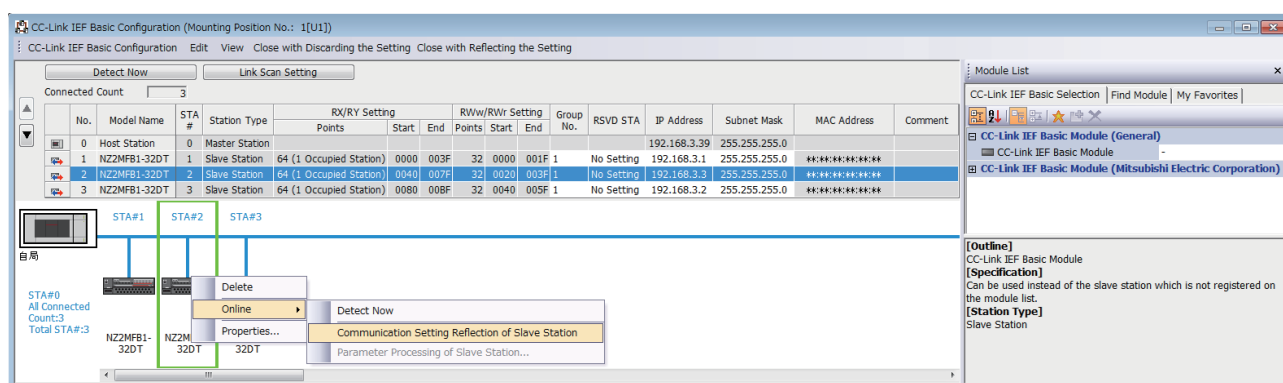 CC-Link IEF Basic Configuration (Mounting Position No.: 1[U1])
CC-Link IEF Basic Configuration Edit View Close with Discarding the Setting Close with Reflecting the Setting
Detect Now Link Scan Setting
Connected Count 3
No. Model Name STA # Station Type RX/RY Setting RWw/RWr Setting Group No. RSVD STA IP Address Subnet Mask MAC Address Comment
Points Start End Points Start End
0 Host Station 0 Master Station 192.168.3.39 255.255.255.0
1 NZ2MFB1-32DT 1 Slave Station 64 (1 Occupied Station) 0000 003F 32 0000 001F 1 No Setting 192.168.3.1 255.255.255.0 **:**:**:**:**:**
2 NZ2MFB1-32DT 2 Slave Station 64 (1 Occupied Station) 0040 007F 32 0020 003F 1 No Setting 192.168.3.3 255.255.255.0 **:**:**:**:**:**
3 NZ2MFB1-32DT 3 Slave Station 64 (1 Occupied Station) 0080 00BF 32 0040 005F 1 No Setting 192.168.3.2 255.255.255.0 **:**:**:**:**:**
STA#1 STA#2 STA#3
自局
STA#0
All Connected
Count:3
Total STA#:3
NZ2MFB1-
32DT
NZ2M
32DT
32DT
Delete
Online
Properties...
Detect Now
Communication Setting Reflection of Slave Station
Parameter Processing of Slave Station...
Module List
CC-Link IEF Basic Selection Find Module My Favorites
CC-Link IEF Basic Module (General)
CC-Link IEF Basic Module -
CC-Link IEF Basic Module (Mitsubishi Electric Corporation)
[Outline]
CC-Link IEF Basic Module
[Specification]
Can be used instead of the slave station which is not registered on
the module list.
[Station Type]
Slave Station